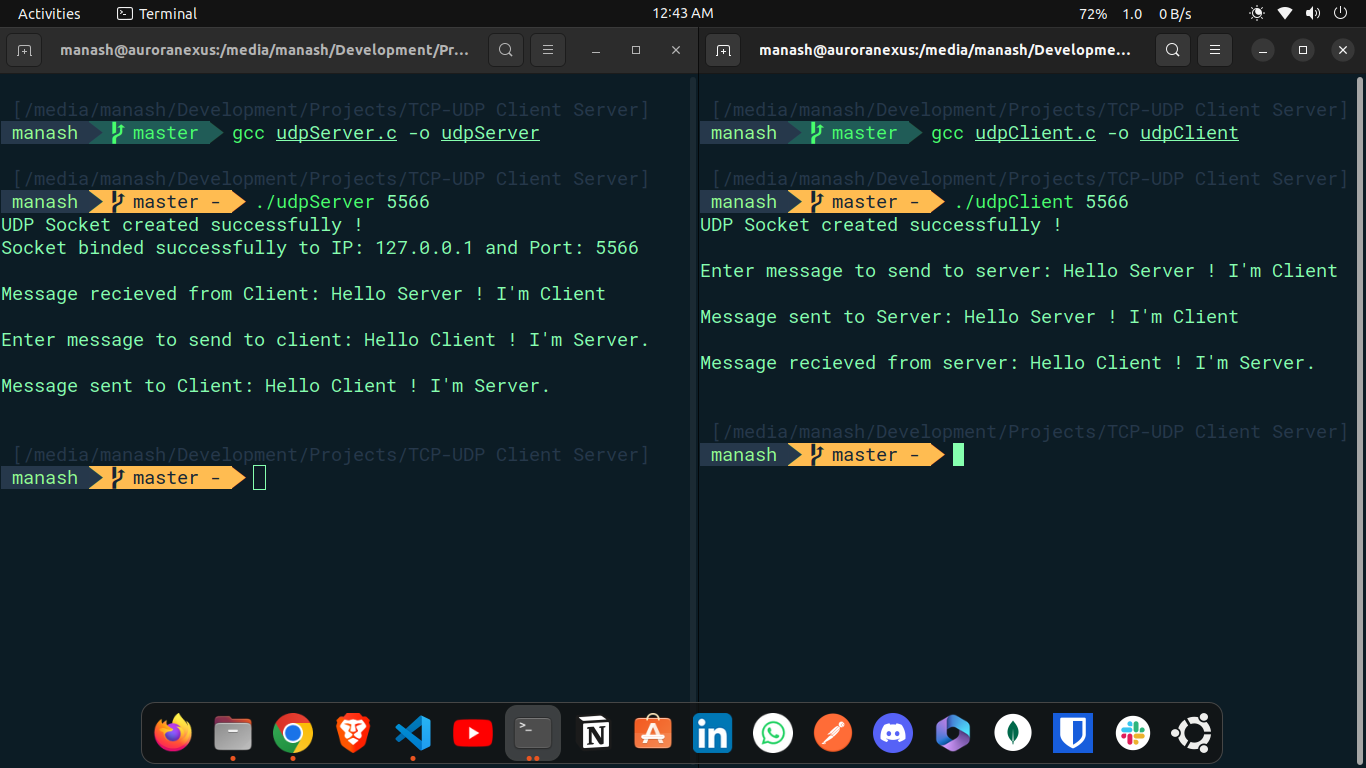 Activities Terminal 12:43 AM 72% 1.0 0 B/s
manash@auroranexus:/media/manash/Development/Pr...
[/media/manash/Development/Projects/TCP-UDP Client Server]
manash master gcc udpServer.c -o udpServer
[/media/manash/Development/Projects/TCP-UDP Client Server]
manash master - ./udpServer 5566
UDP Socket created successfully !
Socket binded successfully to IP: 127.0.0.1 and Port: 5566
Message recieved from Client: Hello Server ! I'm Client
Enter message to send to client: Hello Client ! I'm Server.
Message sent to Client: Hello Client ! I'm Server.
[/media/manash/Development/Projects/TCP-UDP Client Server]
manash master -
manash@auroranexus:/media/manash/Developme...
[/media/manash/Development/Projects/TCP-UDP Client Server]
manash master gcc udpClient.c -o udpClient
[/media/manash/Development/Projects/TCP-UDP Client Server]
manash master - ./udpClient 5566
UDP Socket created successfully !
Enter message to send to server: Hello Server ! I'm Client
Message sent to Server: Hello Server ! I'm Client
Message recieved from server: Hello Client ! I'm Server.
[/media/manash/Development/Projects/TCP-UDP Client Server]
manash master -